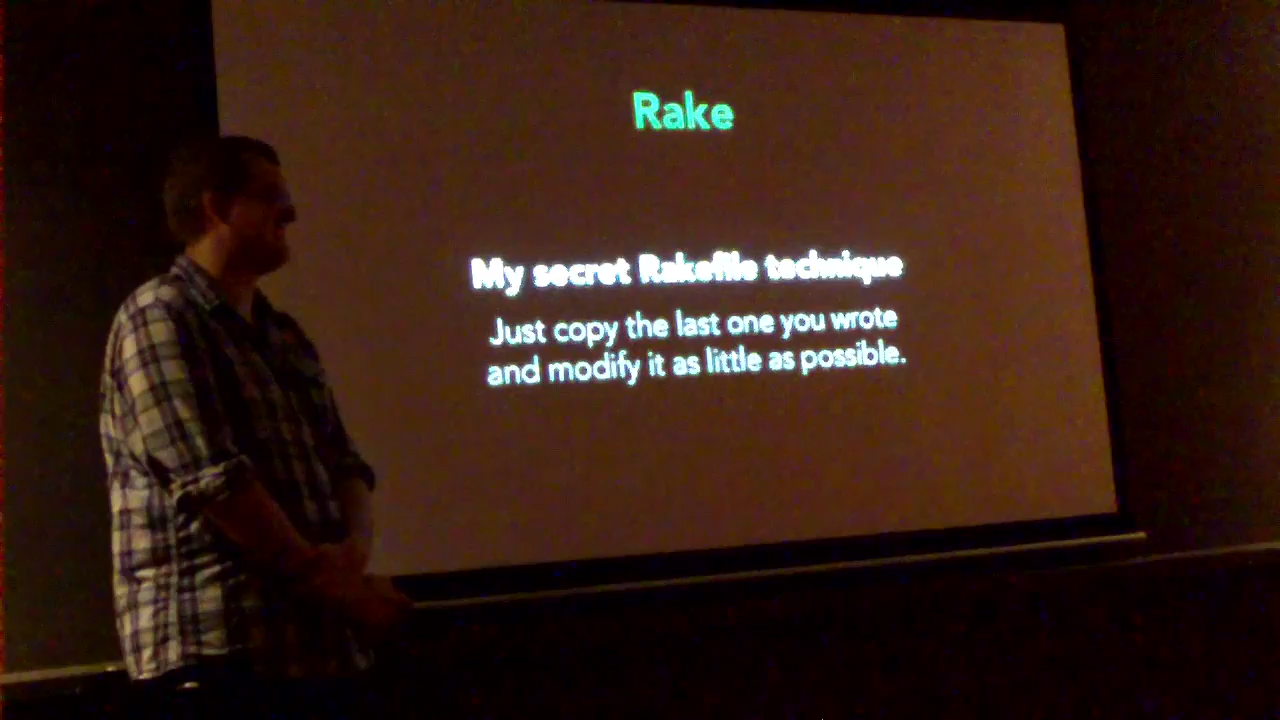 Rake
My secret Rakefile technique
Just copy the last one you wrote
and modify it as little as possible.